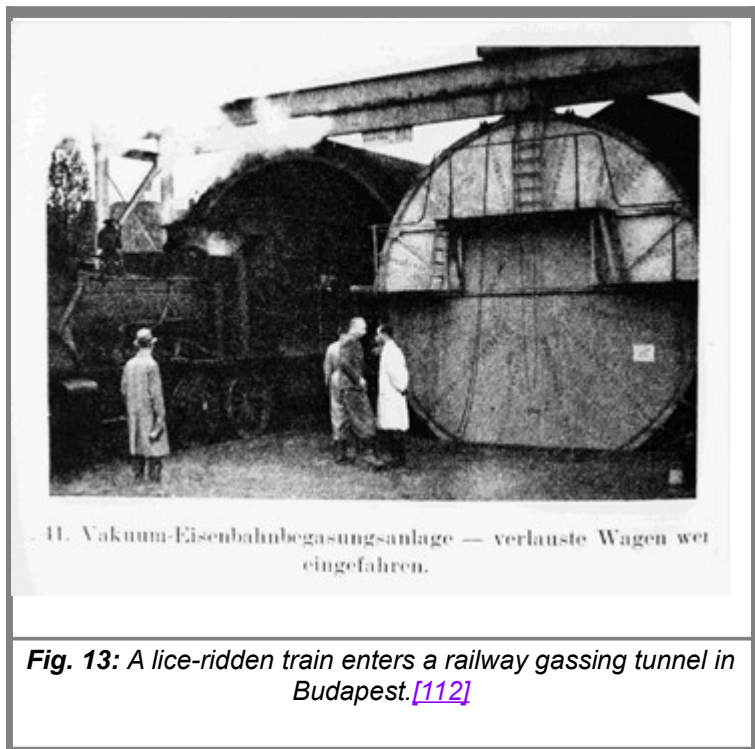 11. Vakuum-Eisenbahnbegasungsanlage — verlauste Wagen wer
eingefahren.
Fig. 13: A lice-ridden train enters a railway gassing tunnel in
Budapest.[112]